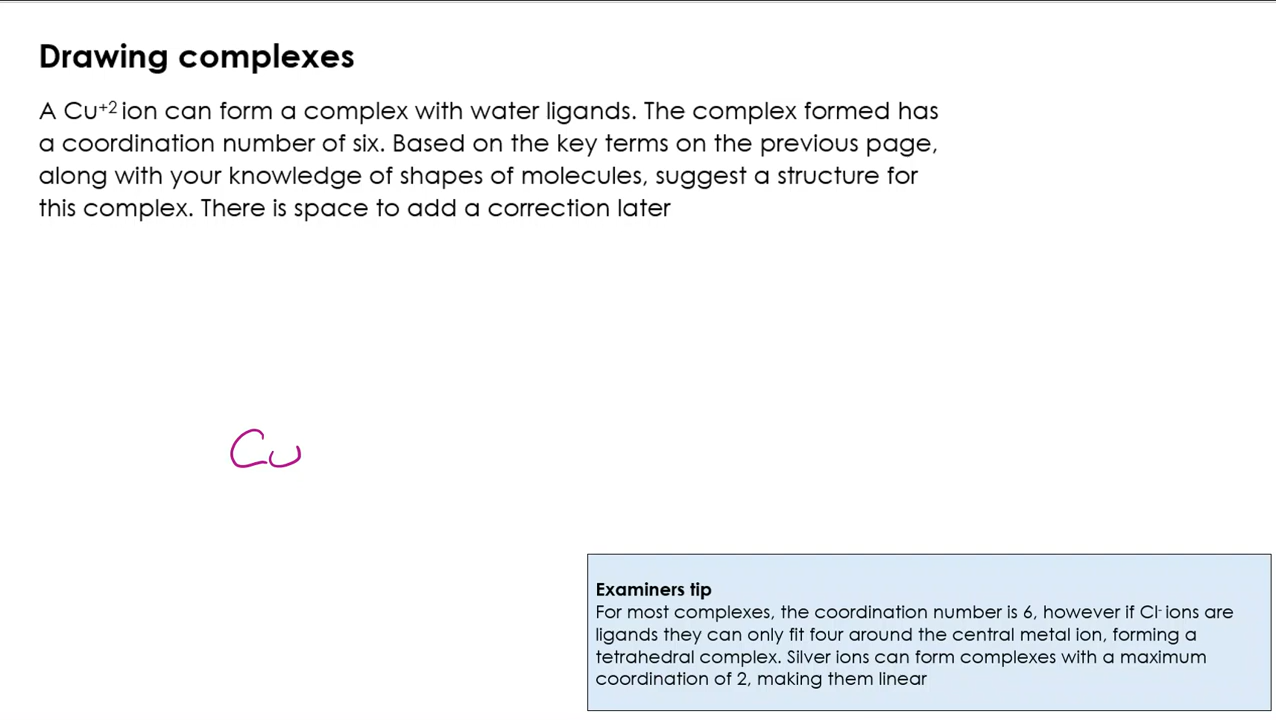 Drawing complexes
A Cu⁺² ion can form a complex with water ligands. The complex formed has
a coordination number of six. Based on the key terms on the previous page,
along with your knowledge of shapes of molecules, suggest a structure for
this complex. There is space to add a correction later
Cu
Examiners tip
For most complexes, the coordination number is 6, however if Cl⁻ ions are
ligands they can only fit four around the central metal ion, forming a
tetrahedral complex. Silver ions can form complexes with a maximum
coordination of 2, making them linear